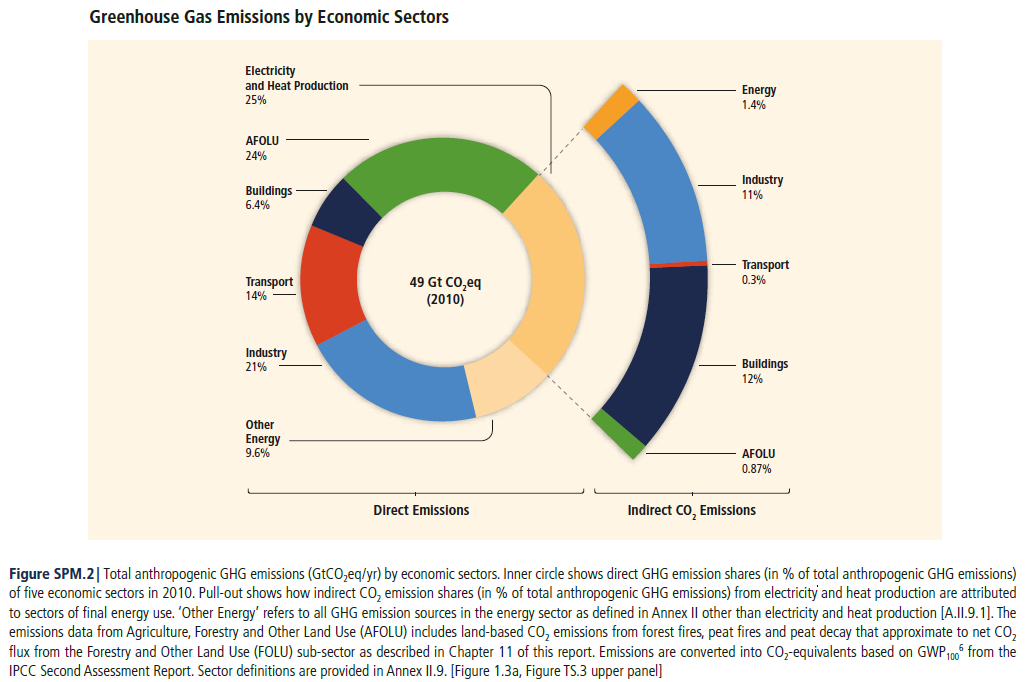 Greenhouse Gas Emissions by Economic Sectors
Electricity
and Heat Production
25%
AFOLU
24%
Buildings
6.4%
Transport
14%
Industry
21%
Other
Energy
9.6%
49 Gt CO₂eq
(2010)
Energy
1.4%
Industry
11%
Transport
0.3%
Buildings
12%
AFOLU
0.87%
Direct Emissions
Indirect CO₂ Emissions
Figure SPM.2 | Total anthropogenic GHG emissions (GtCO₂eq/yr) by economic sectors. Inner circle shows direct GHG emission shares (in % of total anthropogenic GHG emissions)
of five economic sectors in 2010. Pull-out shows how indirect CO₂ emission shares (in % of total anthropogenic GHG emissions) from electricity and heat production are attributed
to sectors of final energy use. ‘Other Energy’ refers to all GHG emission sources in the energy sector as defined in Annex II other than electricity and heat production [A.II.9.1]. The
emissions data from Agriculture, Forestry and Other Land Use (AFOLU) includes land-based CO₂ emissions from forest fires, peat fires and peat decay that approximate to net CO₂
flux from the Forestry and Other Land Use (FOLU) sub-sector as described in Chapter 11 of this report. Emissions are converted into CO₂-equivalents based on GWP₁₀₀⁶ from the
IPCC Second Assessment Report. Sector definitions are provided in Annex II.9. [Figure 1.3a, Figure TS.3 upper panel]